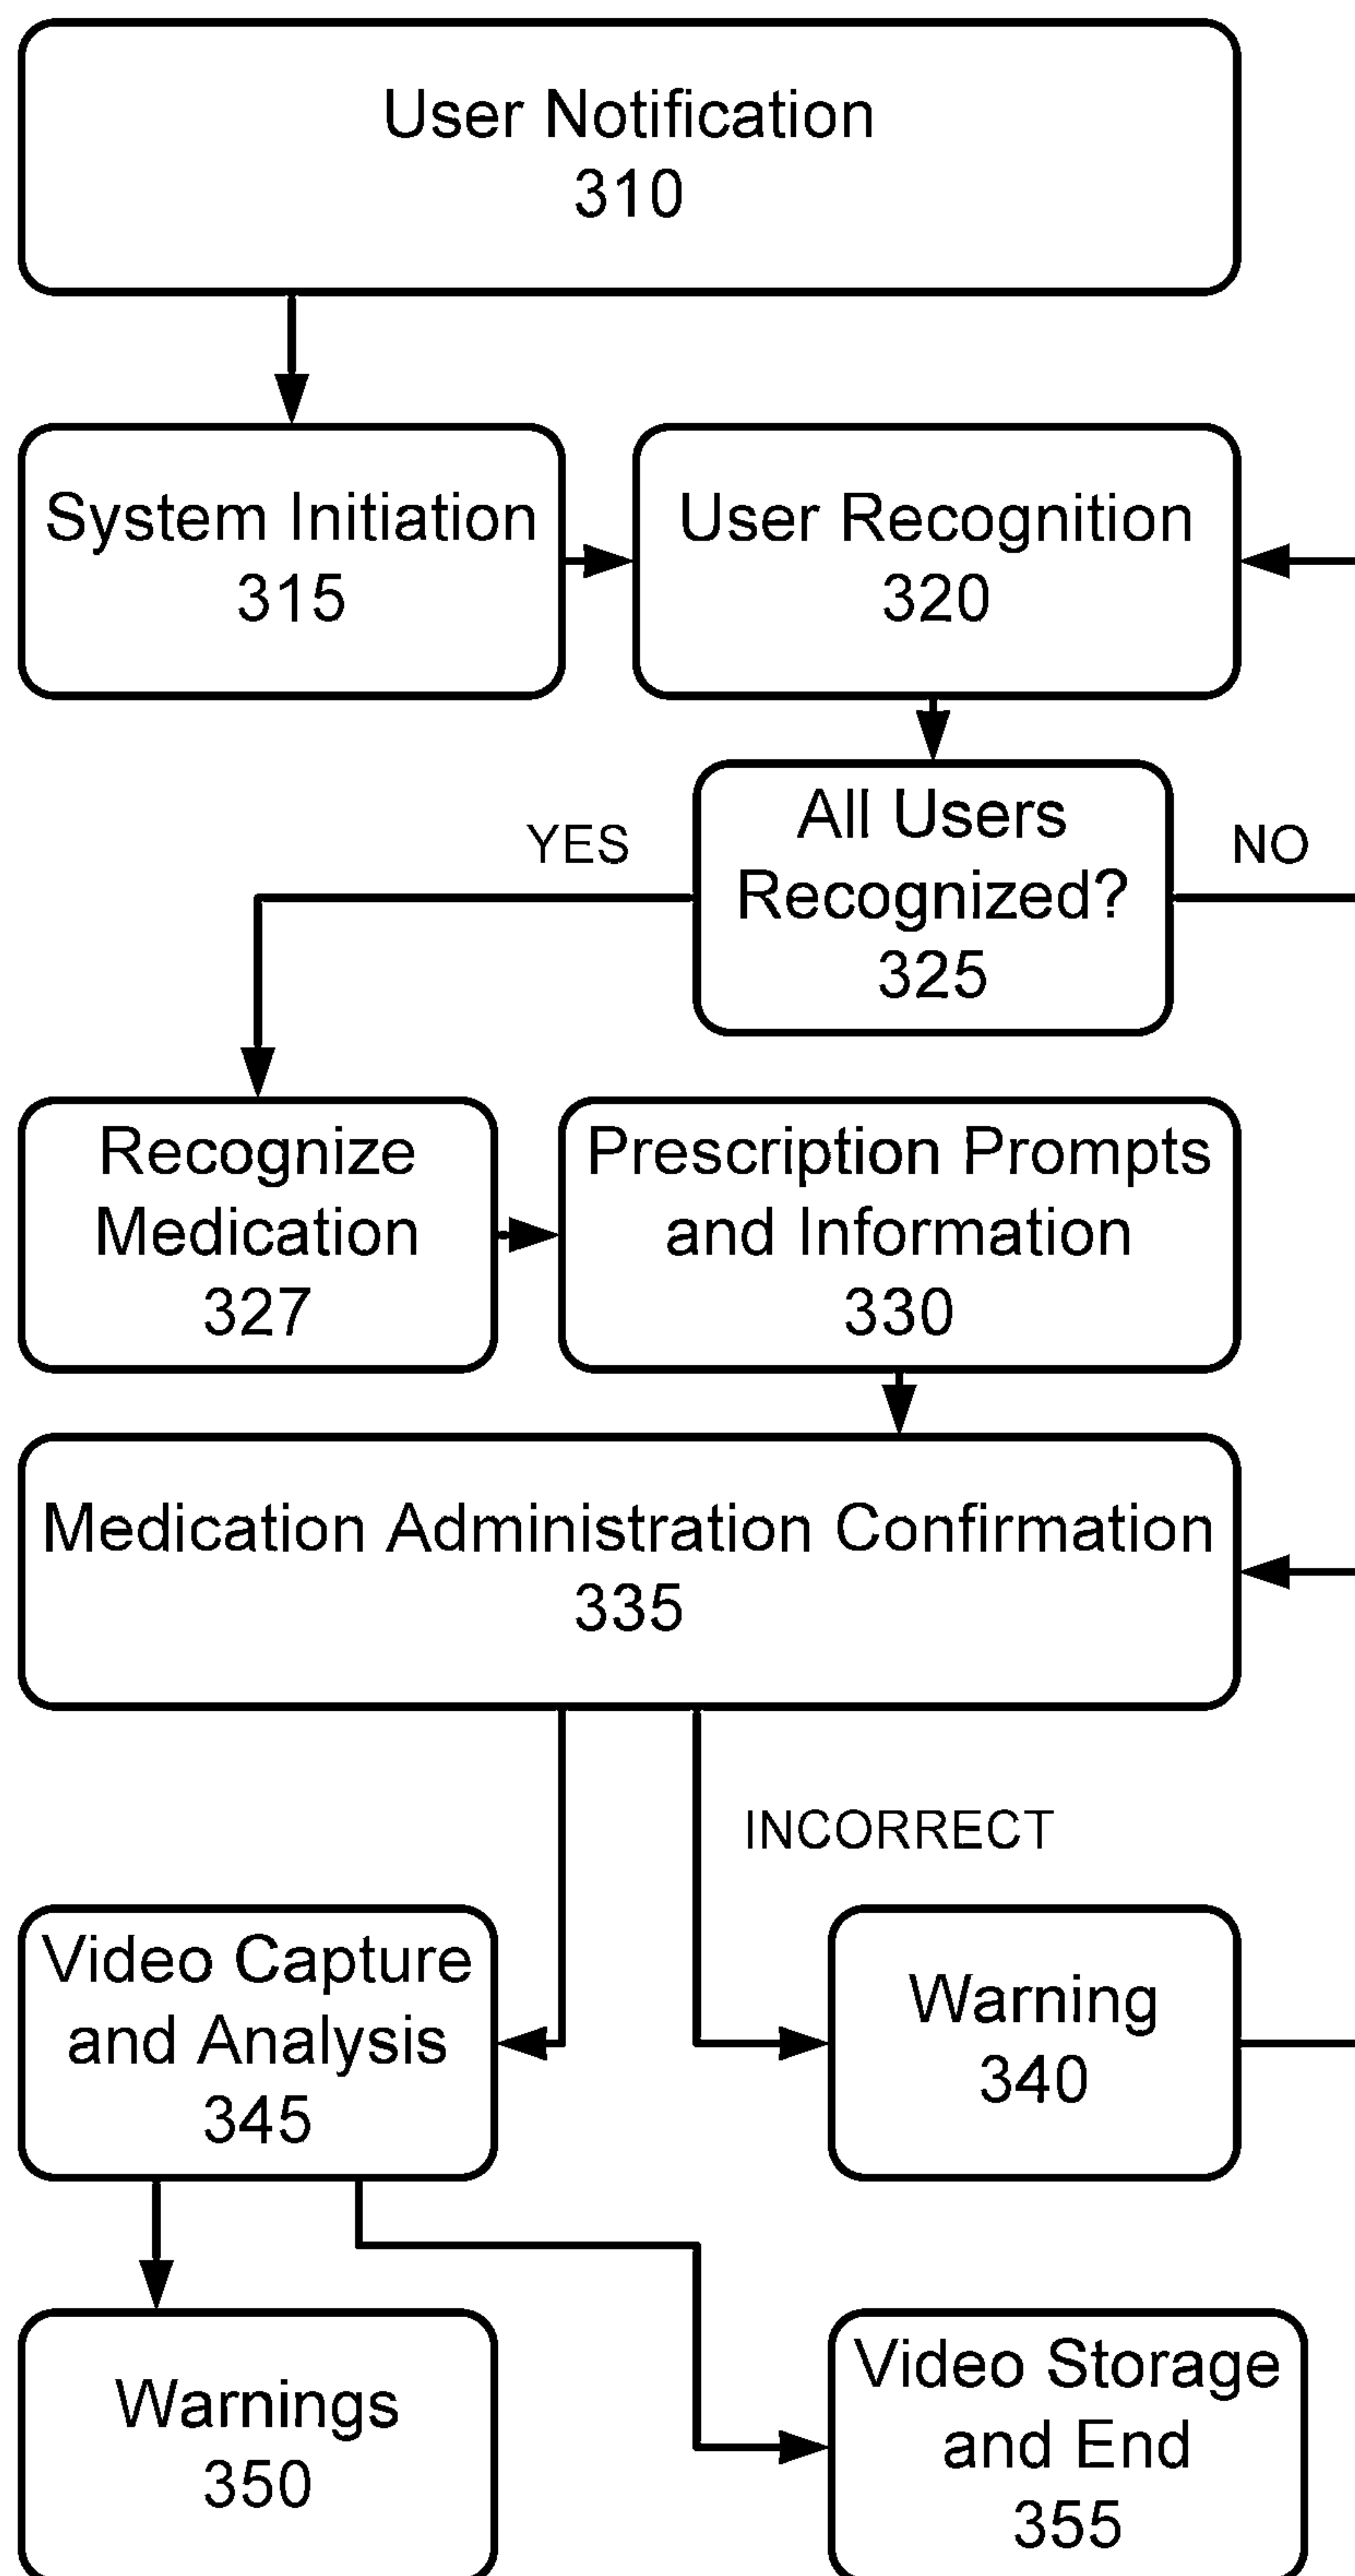 User Notification
310
System Initiation
315
User Recognition
320
All Users
Recognized?
325
YES
NO
Recognize
Medication
327
Prescription Prompts
and Information
330
Medication Administration Confirmation
335
INCORRECT
Video Capture
and Analysis
345
Warning
340
Warnings
350
Video Storage
and End
355